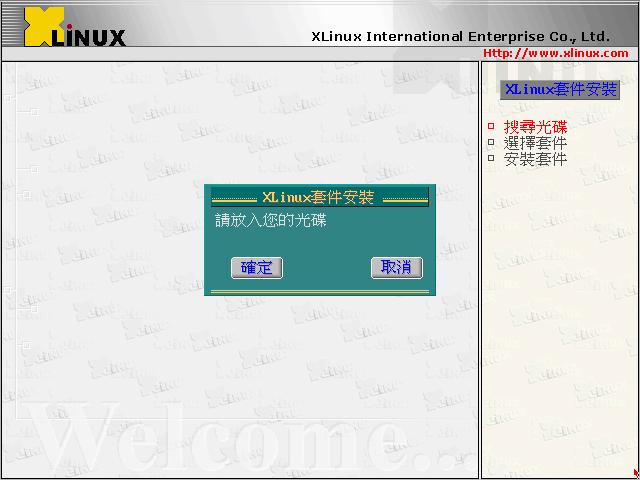 XLinux
XLinux International Enterprise Co., Ltd.
Http://www.xlinux.com
XLinux套件安裝
搜尋光碟
選擇套件
安裝套件
XLinux套件安裝
請放入您的光碟
確定
取消
Welcome...